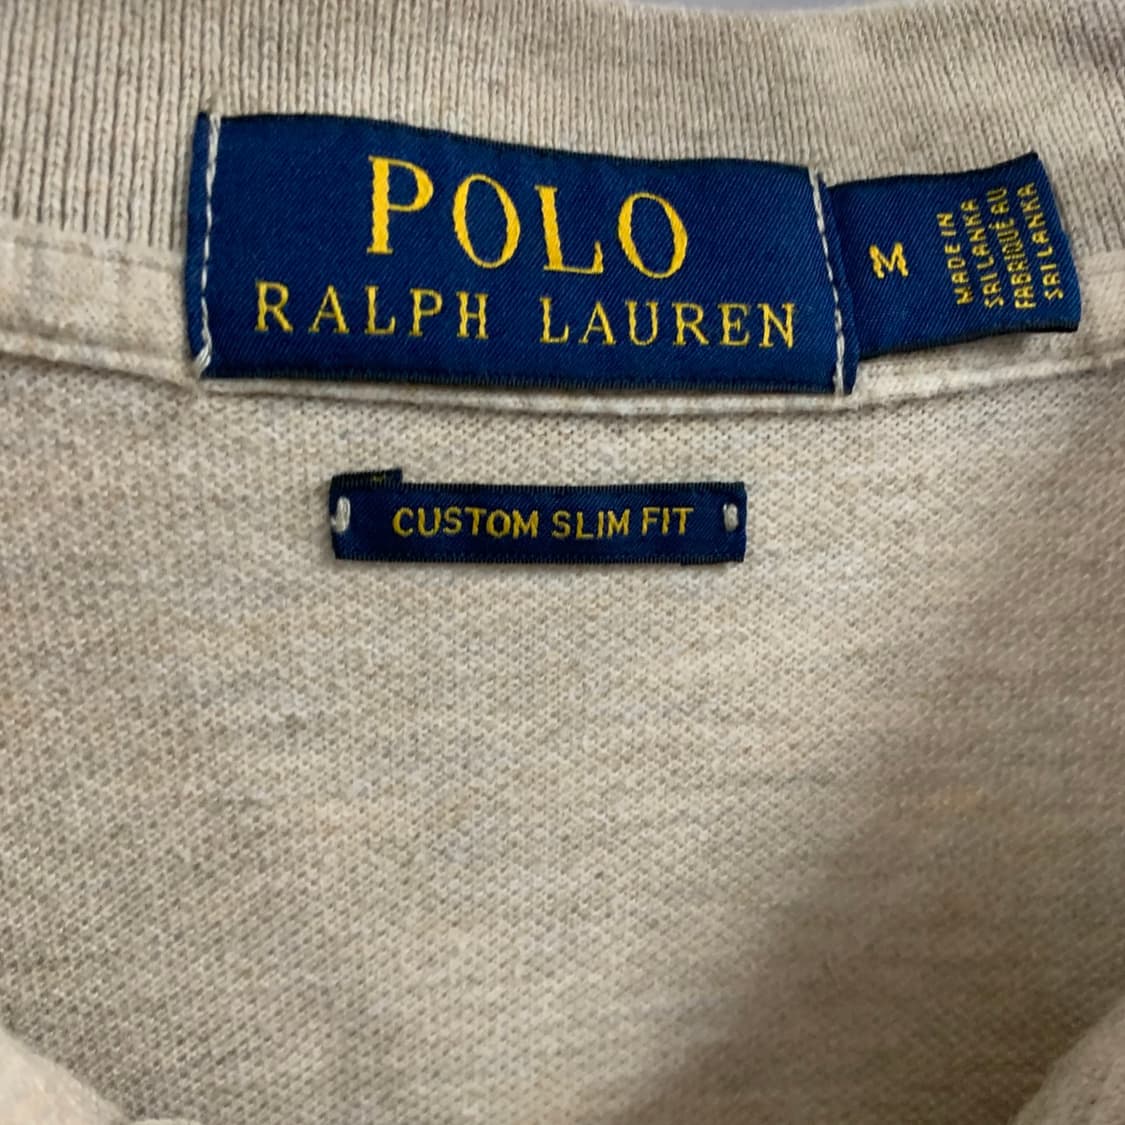 POLO
RALPH LAUREN
M
MADE IN
SRI LANKA
FABRIQUÉ AU
SRI LANKA
CUSTOM SLIM FIT